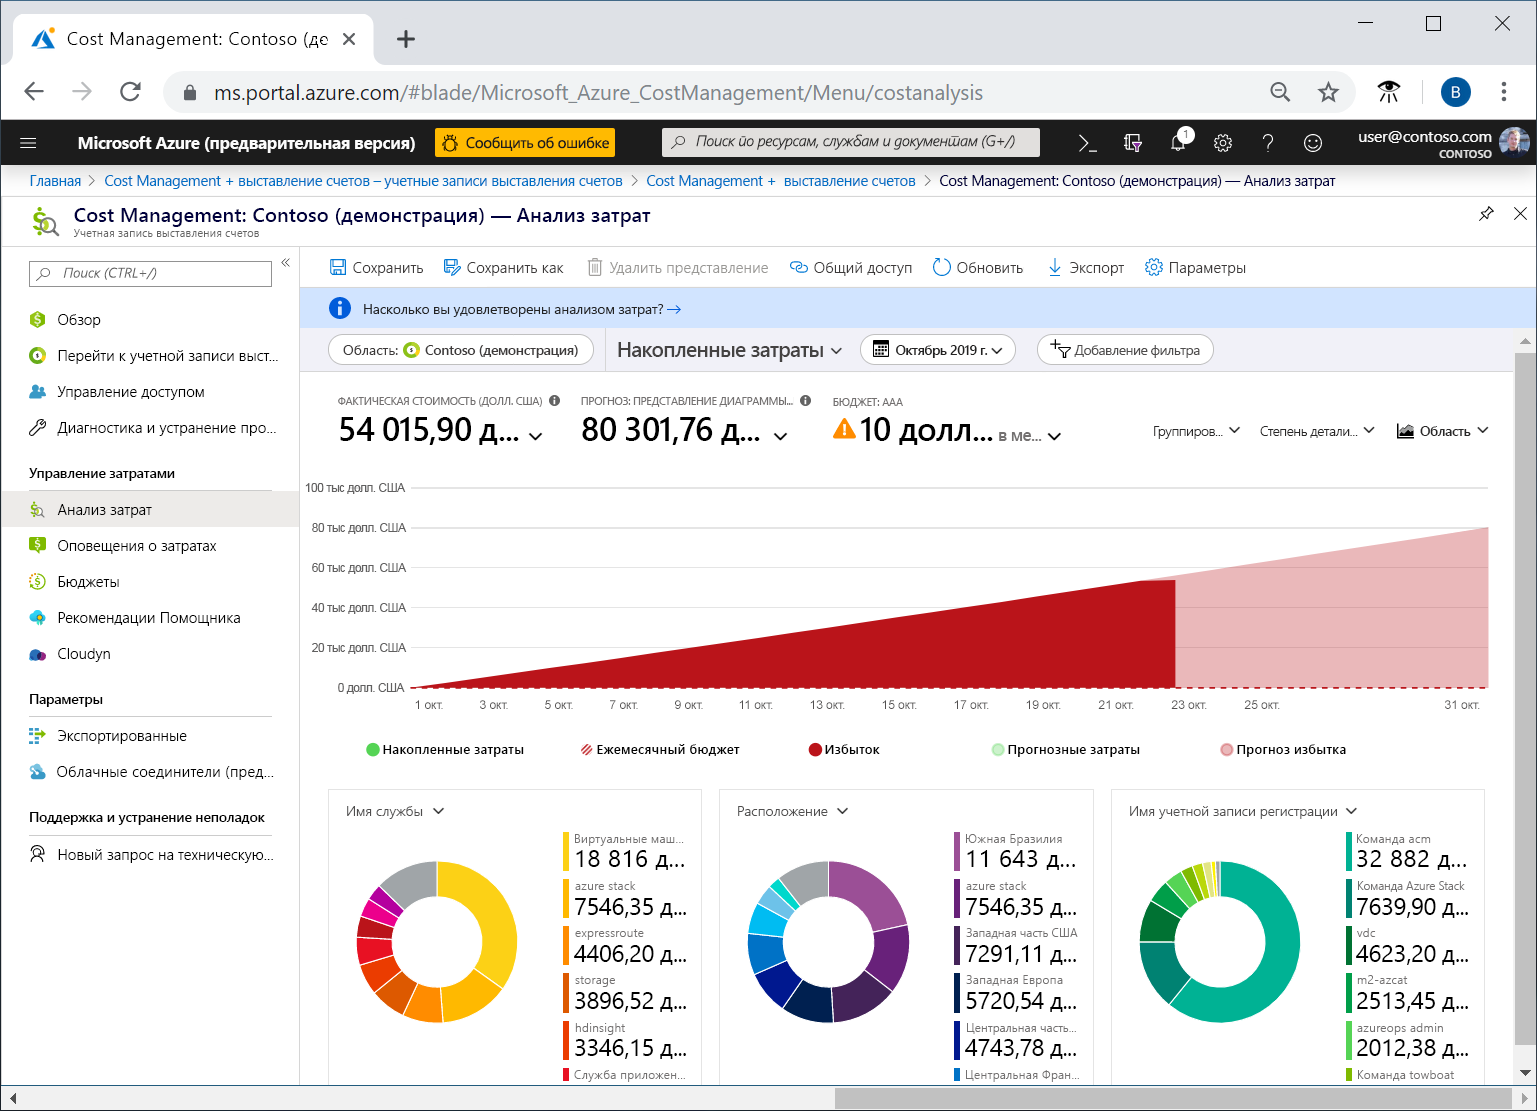 Cost Management: Contoso (де
ms.portal.azure.com/#blade/Microsoft_Azure_CostManagement/Menu/costanalysis
B
Microsoft Azure (предварительная версия)
Сообщить об ошибке
Поиск по ресурсам, службам и документам (G+/)
1
user@contoso.com
CONTOSO
Главная > Cost Management + выставление счетов – учетные записи выставления счетов > Cost Management + выставление счетов > Cost Management: Contoso (демонстрация) — Анализ затрат
Cost Management: Contoso (демонстрация) — Анализ затрат
Учетная запись выставления счетов
Поиск (CTRL+/)
Обзор
Перейти к учетной записи выст...
Управление доступом
Диагностика и устранение про...
Управление затратами
Анализ затрат
Оповещения о затратах
Бюджеты
Рекомендации Помощника
Cloudyn
Параметры
Экспортированные
Облачные соединители (пред...
Поддержка и устранение неполадок
Новый запрос на техническую...
Сохранить
Сохранить как
Удалить представление
Общий доступ
Обновить
Экспорт
Параметры
Насколько вы удовлетворены анализом затрат? →
Область: Contoso (демонстрация)
Накопленные затраты
Октябрь 2019 г.
Добавление фильтра
ФАКТИЧЕСКАЯ СТОИМОСТЬ (ДОЛЛ. США)
54 015,90 д...
ПРОГНОЗ: ПРЕДСТАВЛЕНИЕ ДИАГРАММЫ...
80 301,76 д...
БЮДЖЕТ: AAA
10 долл... в ме...
Группиров...
Степень детали...
Область
100 тыс долл. США
80 тыс долл. США
60 тыс долл. США
40 тыс долл. США
20 тыс долл. США
0 долл. США
1 окт. 3 окт. 5 окт. 7 окт. 9 окт. 11 окт. 13 окт. 15 окт. 17 окт. 19 окт. 21 окт. 23 окт. 25 окт. 31 окт.
Накопленные затраты
Ежемесячный бюджет
Избыток
Прогнозные затраты
Прогноз избытка
Имя службы
Виртуальные маш...
18 816 д...
azure stack
7546,35 д...
expressroute
4406,20 д...
storage
3896,52 д...
hdinsight
3346,15 д...
Служба приложен...
Расположение
Южная Бразилия
11 643 д...
azure stack
7546,35 д...
Западная часть США
7291,11 д...
Западная Европа
5720,54 д...
Центральная часть...
4743,78 д...
Центральная Фран...
Имя учетной записи регистрации
Команда acm
32 882 д...
Команда Azure Stack
7639,90 д...
vdc
4623,20 д...
m2-azcat
2513,45 д...
azureops admin
2012,38 д...
Команда towboat